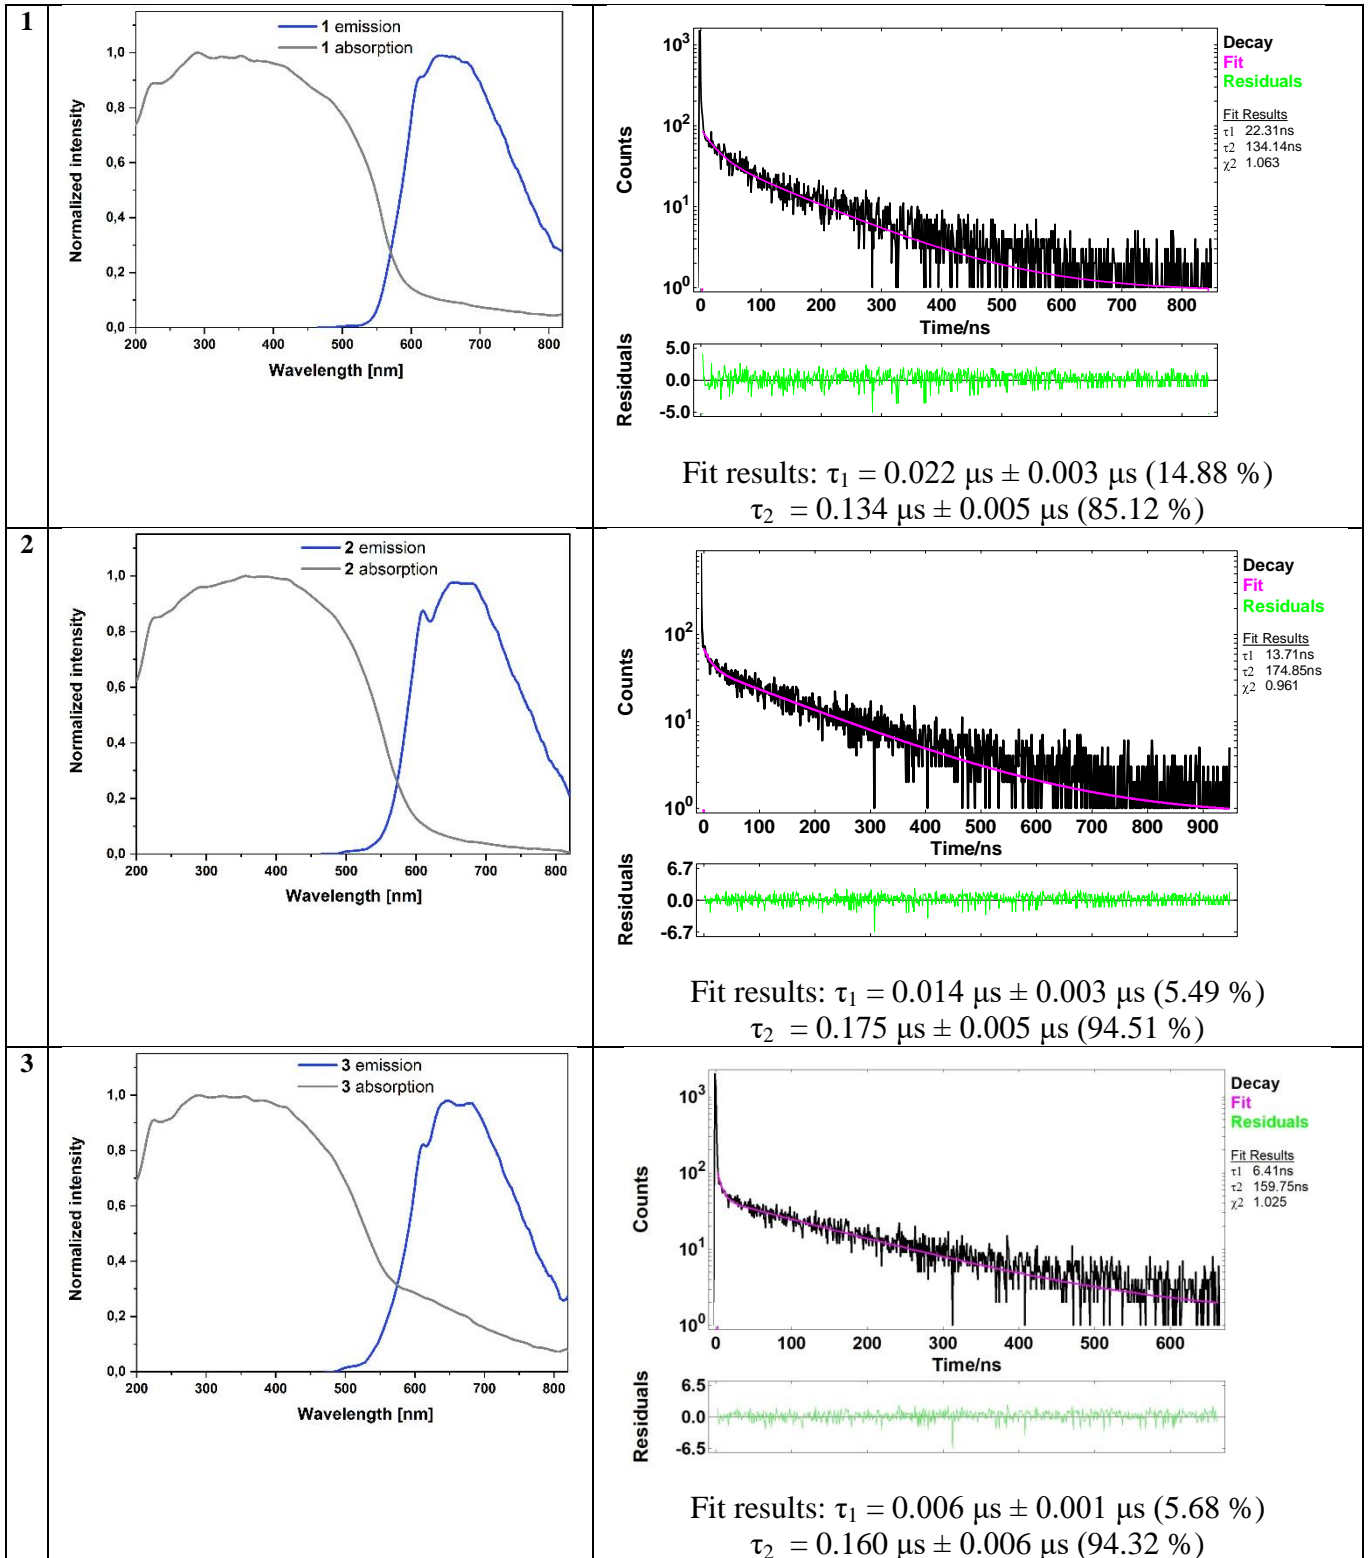 1
1 emission
1 absorption
1,0
0,8
0,6
0,4
0,2
0,0
Normalized intensity
200 300 400 500 600 700 800
Wavelength [nm]
10³
10²
10¹
10⁰
Counts
Decay
Fit
Residuals
Fit Results
τ1 22.31ns
τ2 134.14ns
χ2 1.063
0 100 200 300 400 500 600 700 800
Time/ns
5.0
0.0
-5.0
Residuals
Fit results: τ₁ = 0.022 µs ± 0.003 µs (14.88 %)
τ₂ = 0.134 µs ± 0.005 µs (85.12 %)
2
2 emission
2 absorption
1,0
0,8
0,6
0,4
0,2
0,0
Normalized intensity
200 300 400 500 600 700 800
Wavelength [nm]
10²
10¹
10⁰
Counts
Decay
Fit
Residuals
Fit Results
τ1 13.71ns
τ2 174.85ns
χ2 0.961
0 100 200 300 400 500 600 700 800 900
Time/ns
6.7
0.0
-6.7
Residuals
Fit results: τ₁ = 0.014 µs ± 0.003 µs (5.49 %)
τ₂ = 0.175 µs ± 0.005 µs (94.51 %)
3
3 emission
3 absorption
1,0
0,8
0,6
0,4
0,2
0,0
Normalized intensity
200 300 400 500 600 700 800
Wavelength [nm]
10³
10²
10¹
10⁰
Counts
Decay
Fit
Residuals
Fit Results
τ1 6.41ns
τ2 159.75ns
χ2 1.025
0 100 200 300 400 500 600
Time/ns
6.5
0.0
-6.5
Residuals
Fit results: τ₁ = 0.006 µs ± 0.001 µs (5.68 %)
τ₂ = 0.160 µs ± 0.006 µs (94.32 %)